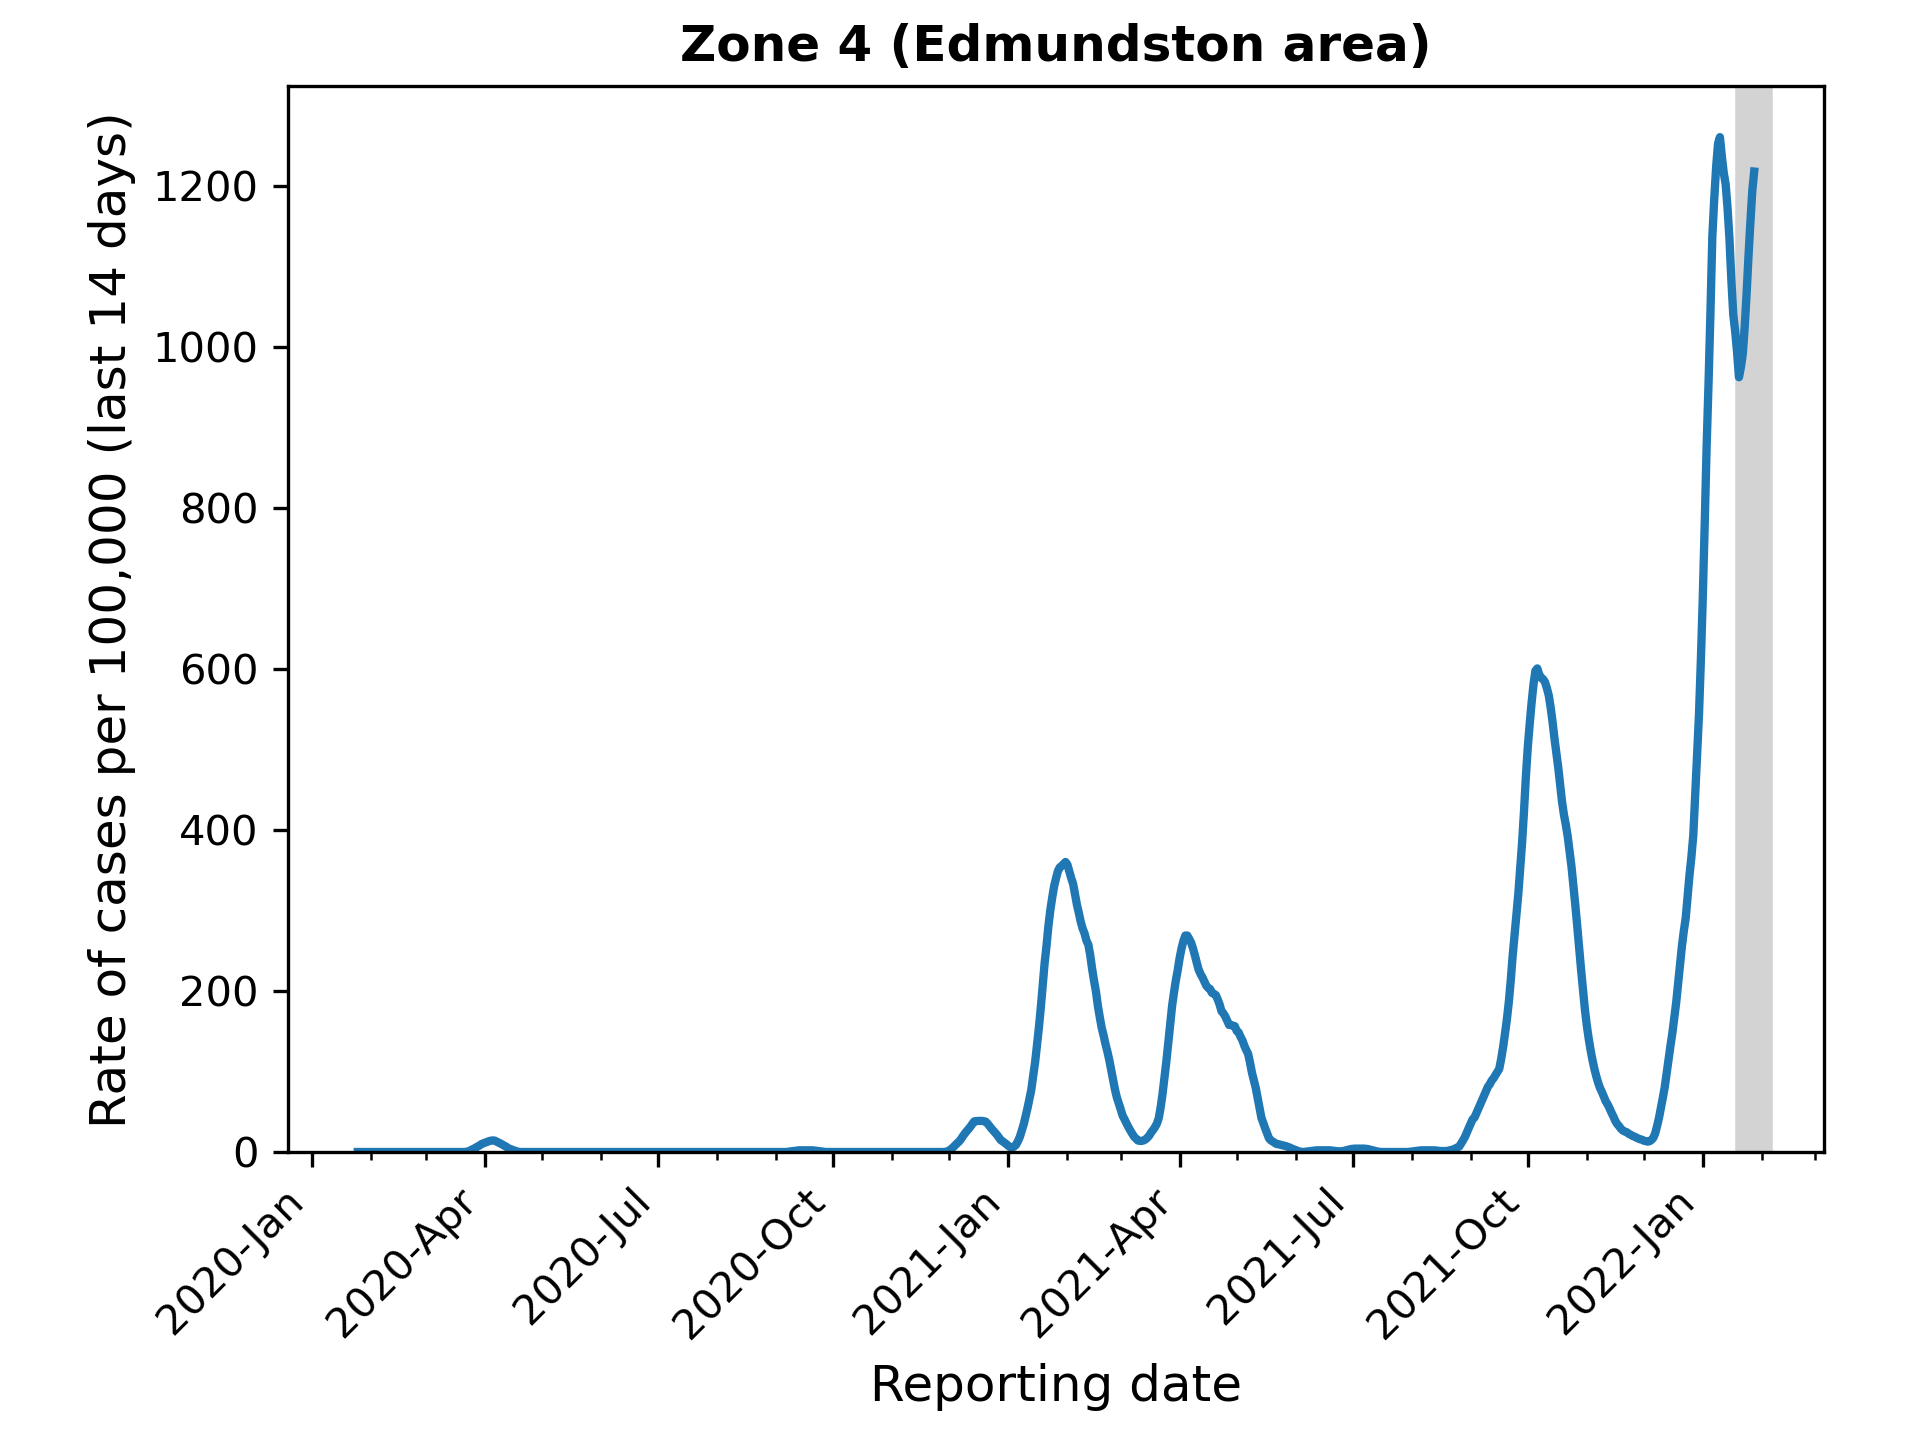 Zone 4 (Edmundston area)
Rate of cases per 100,000 (last 14 days)
1200
1000
800
600
400
200
0
2020-Jan
2020-Apr
2020-Jul
2020-Oct
2021-Jan
2021-Apr
2021-Jul
2021-Oct
2022-Jan
Reporting date